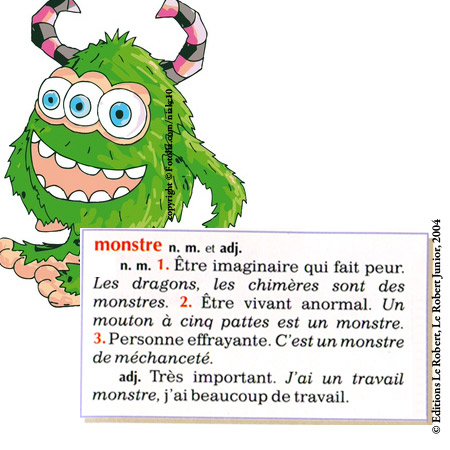 copyright © Fotolia.com/niakc10
monstre n. m. et adj.
n. m. 1. Être imaginaire qui fait peur.
Les dragons, les chimères sont des
monstres. 2. Être vivant anormal. Un
mouton à cinq pattes est un monstre.
3. Personne effrayante. C'est un monstre
de méchanceté.
adj. Très important. J'ai un travail
monstre, j'ai beaucoup de travail.
© Editions Le Robert, Le Robert Junior, 2004